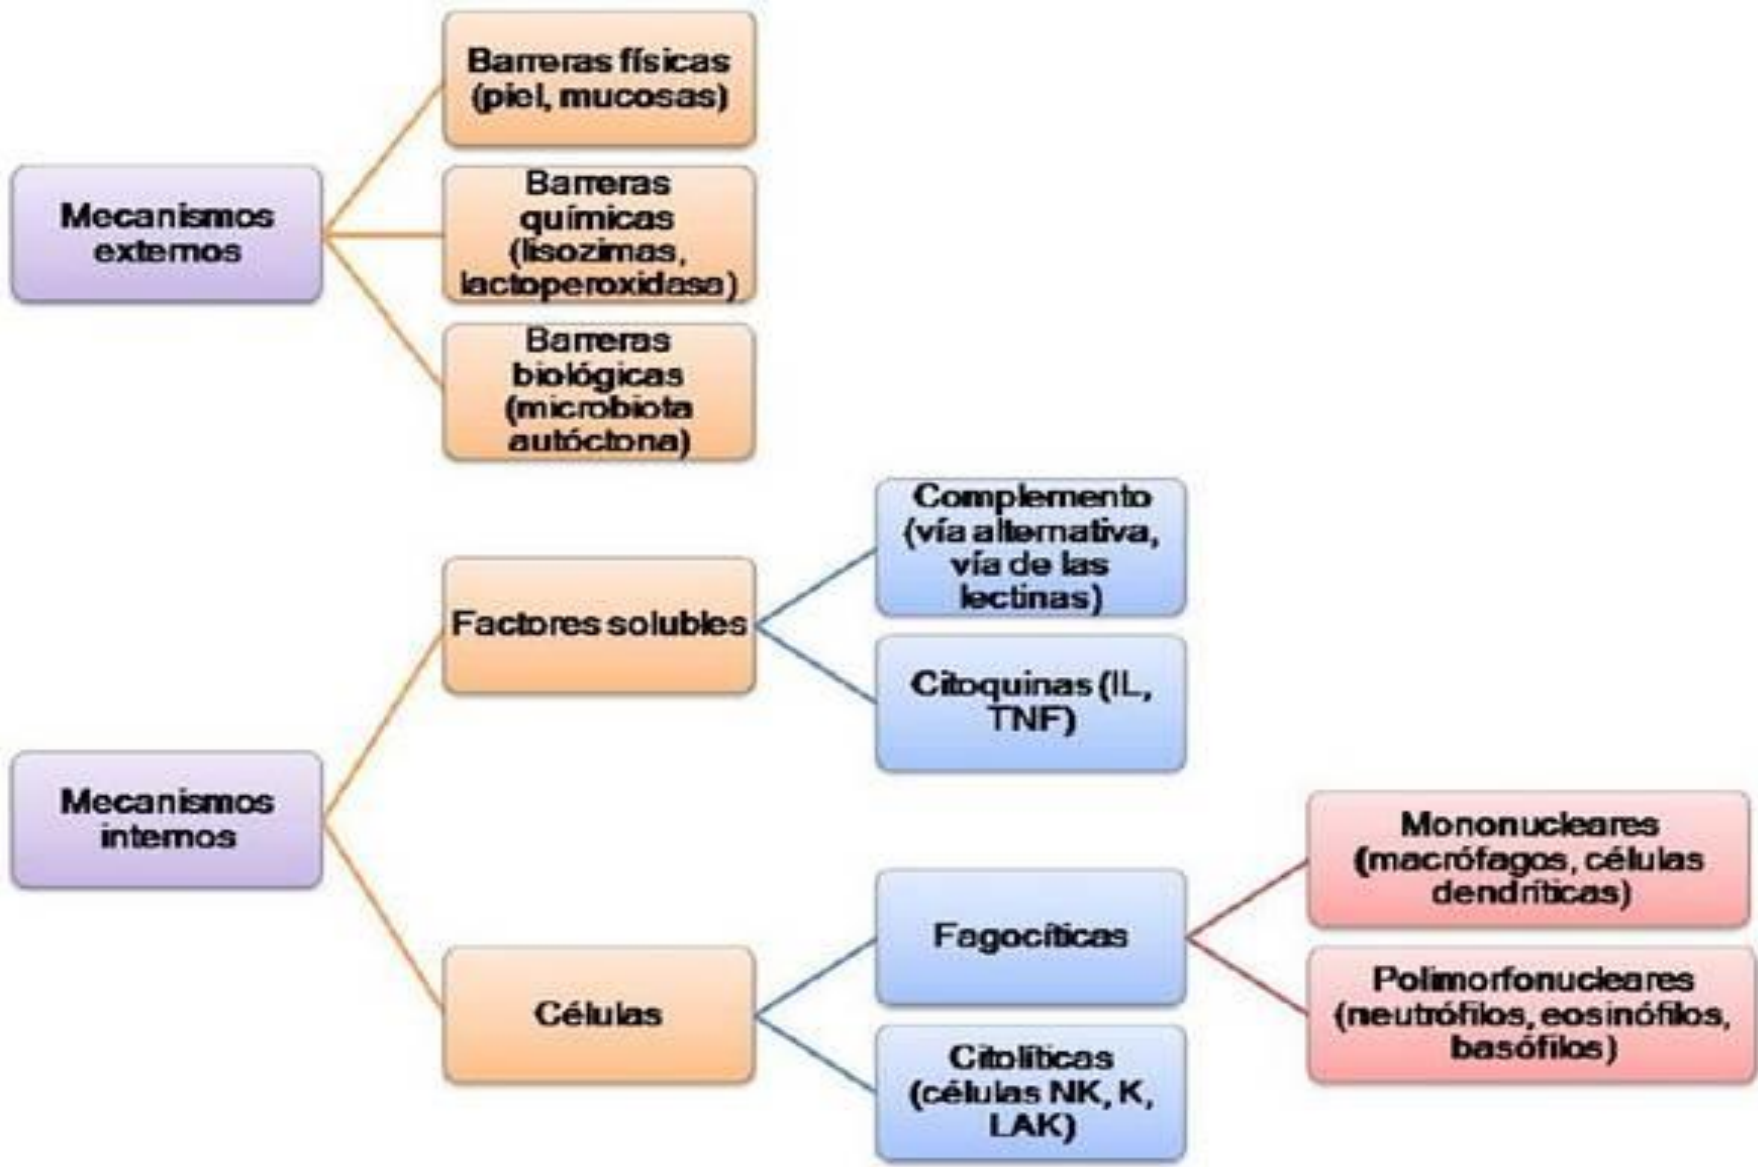 Mecanismos
externos
Barreras físicas
(piel, mucosas)
Barreras
químicas
(lisozimas,
lactoperoxidasa)
Barreras
biológicas
(microbiota
autóctona)
Mecanismos
internos
Factores solubles
Complemento
(vía alternativa,
vía de las
lectinas)
Citoquinas (IL,
TNF)
Células
Fagocíticas
Mononucleares
(macrófagos, células
dendríticas)
Polimorfonucleares
(neutrófilos, eosinófilos,
basófilos)
Citolíticas
(células NK, K,
LAK)